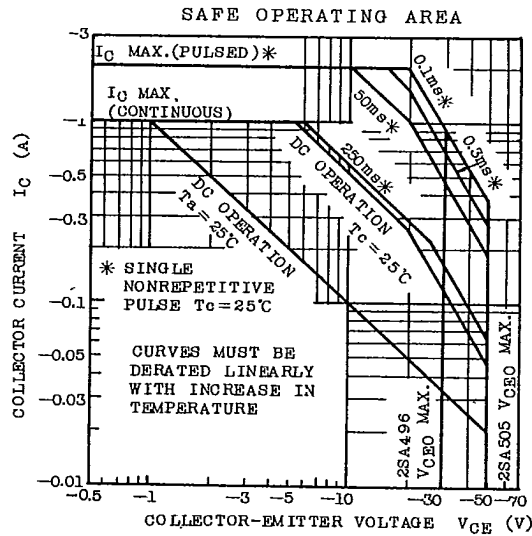 SAFE OPERATING AREA
-3
IC MAX.(PULSED)*
IC MAX.
(CONTINUOUS)
0.1ms*
0.3ms*
50ms*
250ms*
DC OPERATION
Tc=25℃
DC OPERATION
Ta=25℃
-1
-0.5
-0.3
-0.1
-0.05
-0.03
-0.01
COLLECTOR CURRENT IC (A)
* SINGLE
NONREPETITIVE
PULSE Tc=25℃
CURVES MUST BE
DERATED LINEARLY
WITH INCREASE IN
TEMPERATURE
2SA496
VCEO MAX.
2SA505 VCEO MAX.
-0.5 -1 -3 -5 -10 -30 -50 -70
COLLECTOR-EMITTER VOLTAGE VCE (V)